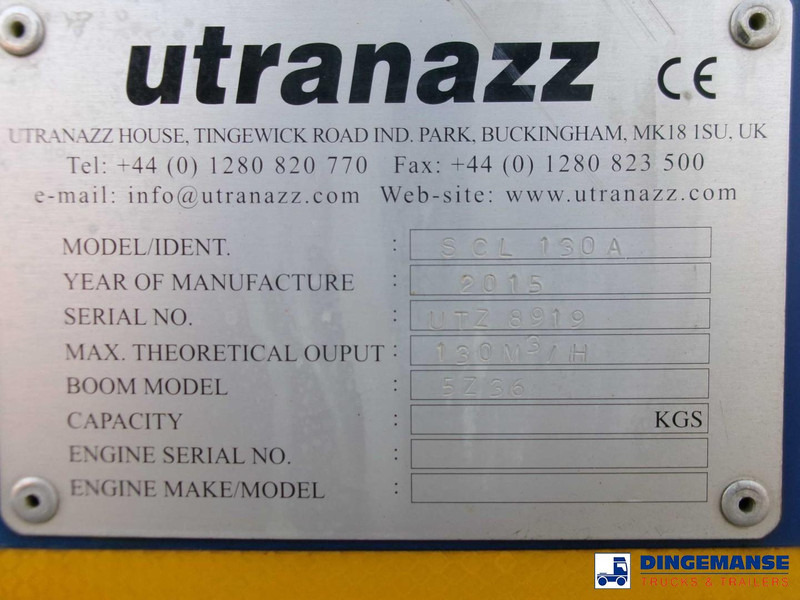 utranazz CE
UTRANAZZ HOUSE, TINGEWICK ROAD IND. PARK, BUCKINGHAM, MK18 1SU, UK
Tel: +44 (0) 1280 820 770 Fax: +44 (0) 1280 823 500
e-mail: info@utranazz.com Web-site: www.utranazz.com
MODEL/IDENT. : SCL 130A
YEAR OF MANUFACTURE : 2015
SERIAL NO. : UTZ 8919
MAX. THEORETICAL OUPUT : 130M3/H
BOOM MODEL : 5Z36
CAPACITY : KGS
ENGINE SERIAL NO. :
ENGINE MAKE/MODEL :
DINGEMANSE
TRUCKS & TRAILERS